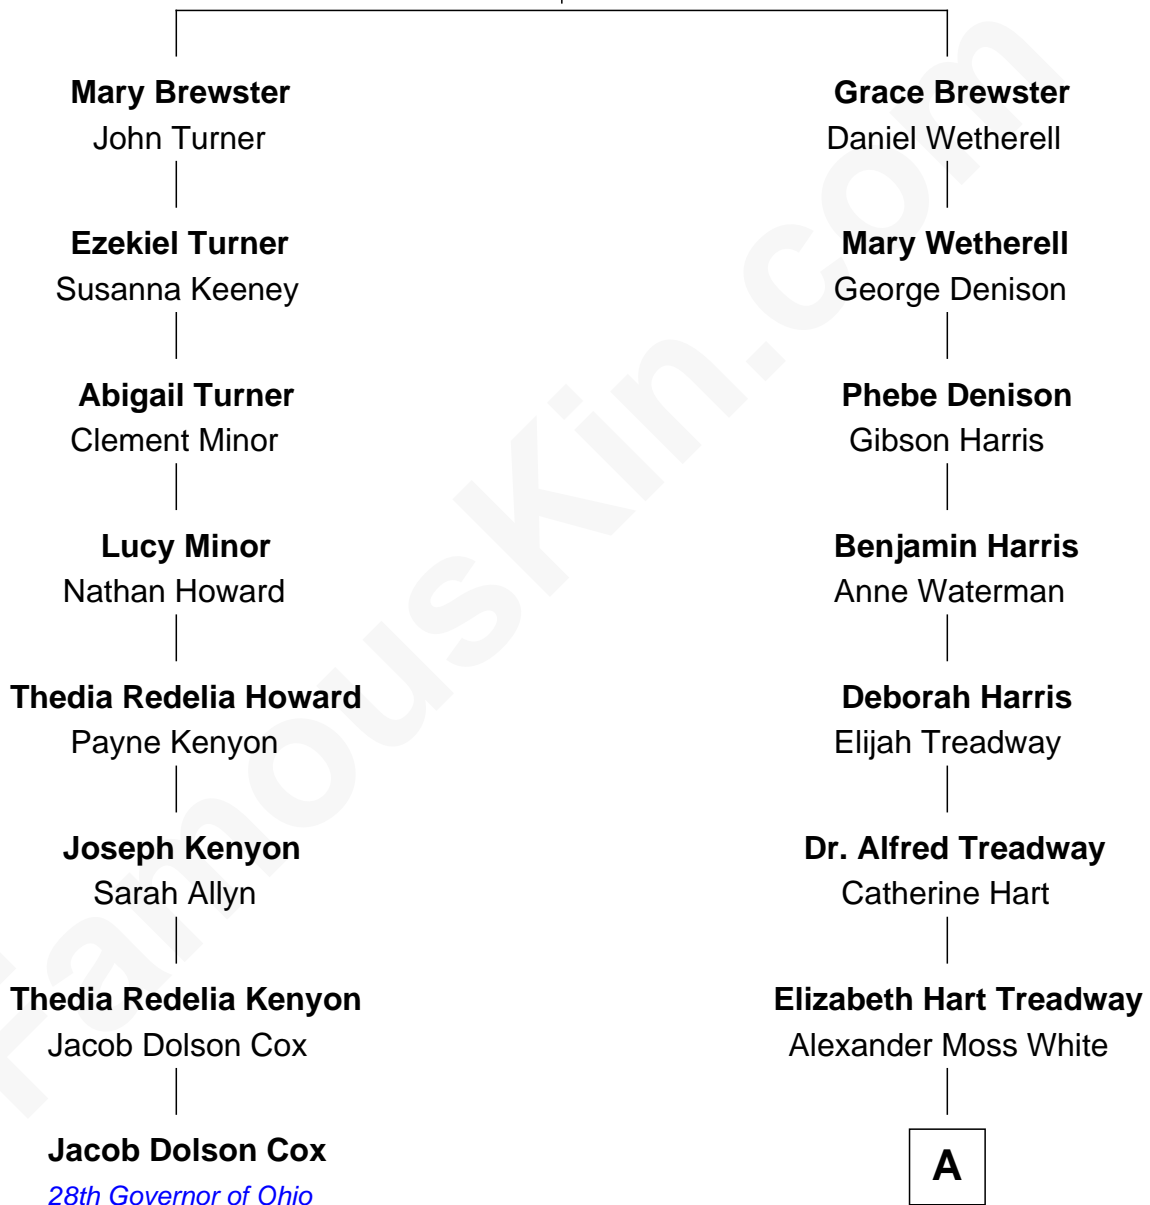 Mary Brewster
John Turner
Ezekiel Turner
Susanna Keeney
Abigail Turner
Clement Minor
Lucy Minor
Nathan Howard
Thedia Redelia Howard
Payne Kenyon
Joseph Kenyon
Sarah Allyn
Thedia Redelia Kenyon
Jacob Dolson Cox
Jacob Dolson Cox
28th Governor of Ohio
Grace Brewster
Daniel Wetherell
Mary Wetherell
George Denison
Phebe Denison
Gibson Harris
Benjamin Harris
Anne Waterman
Deborah Harris
Elijah Treadway
Dr. Alfred Treadway
Catherine Hart
Elizabeth Hart Treadway
Alexander Moss White
A
FamousKin.com